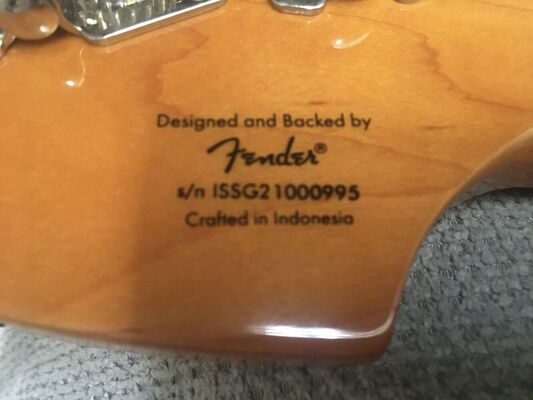 Designed and Backed by
Fender®
s/n ISSG21000995
Crafted in Indonesia